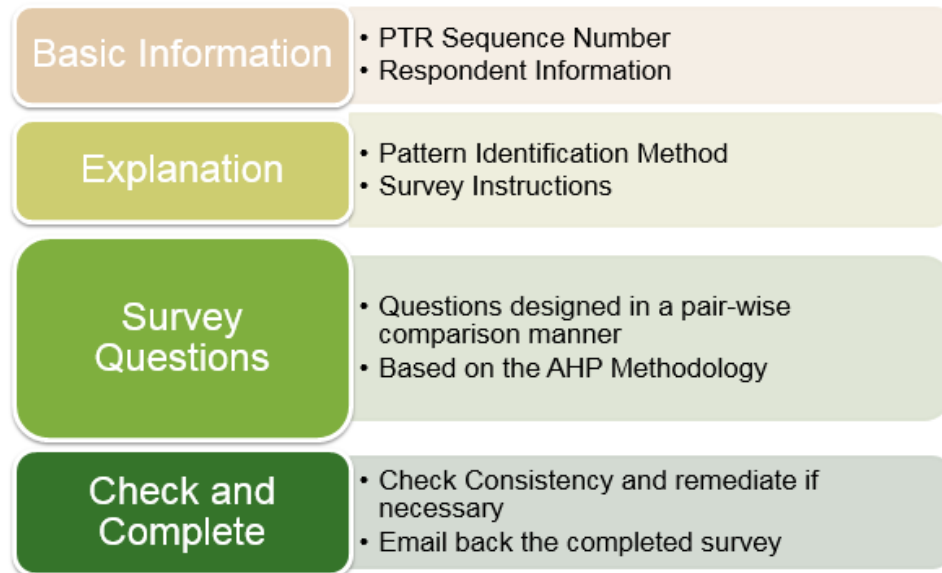 Basic Information
• PTR Sequence Number
• Respondent Information
Explanation
• Pattern Identification Method
• Survey Instructions
Survey
Questions
• Questions designed in a pair-wise
comparison manner
• Based on the AHP Methodology
Check and
Complete
• Check Consistency and remediate if
necessary
• Email back the completed survey